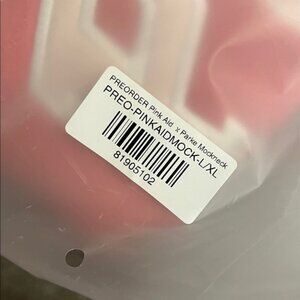 PREORDER Pink Aid x Parke Mockneck
PREO-PINKAIDMOCK-L/XL
81905102